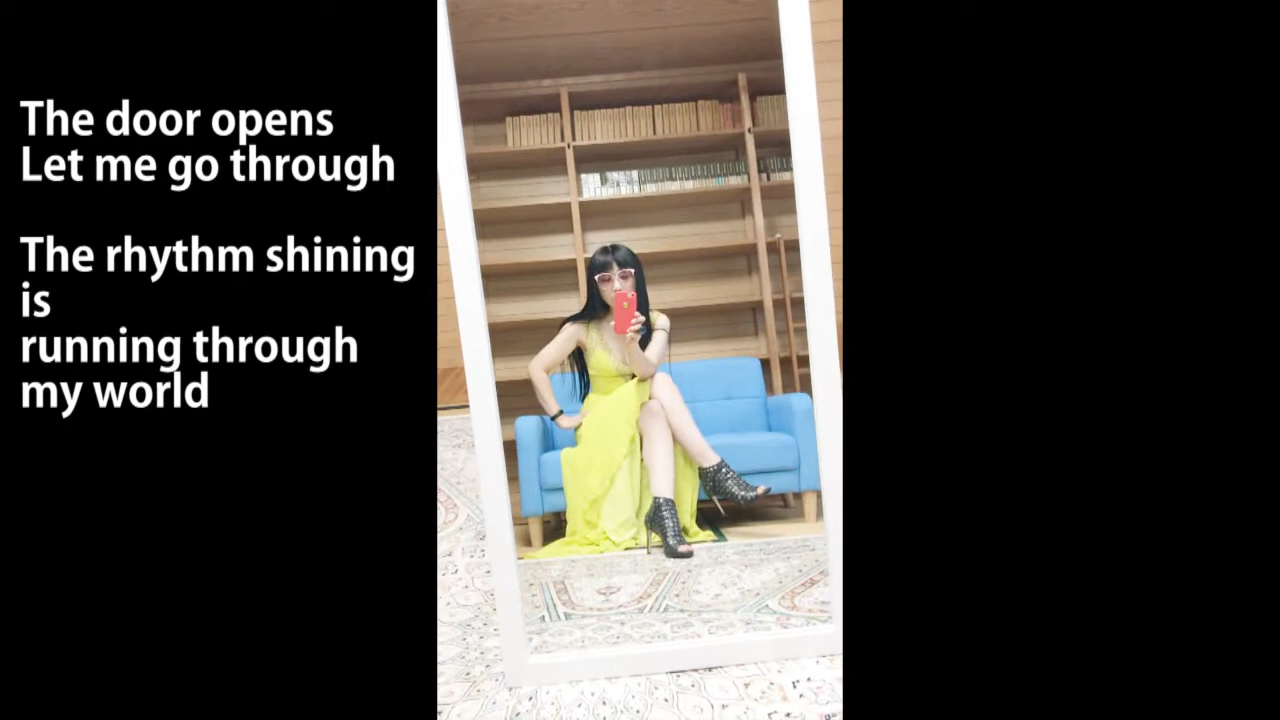 The door opens
Let me go through
The rhythm shining
is
running through
my world